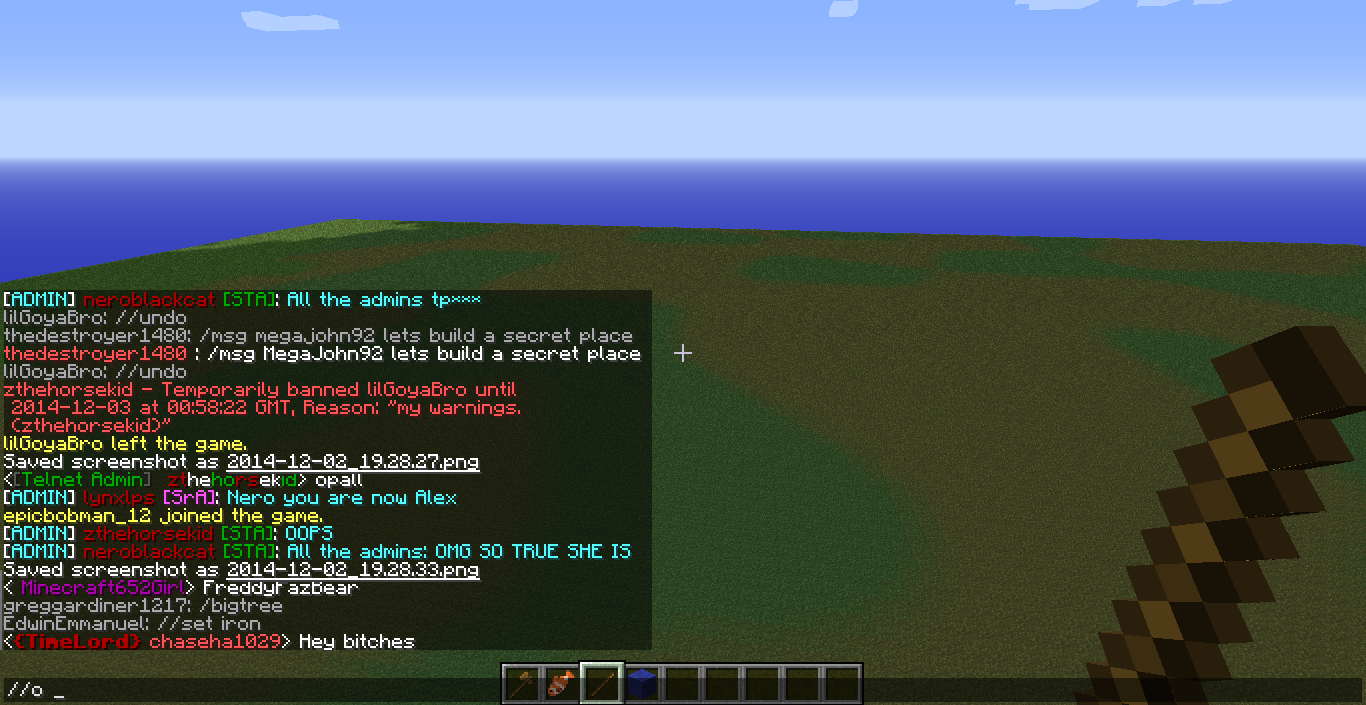 [ADMIN] neroblackcat [STA]: All the admins tp×××
lilGoyaBro: //undo
thedestroyer1480: /msg megajohn92 lets build a secret place
thedestroyer1480 : /msg MegaJohn92 lets build a secret place
lilGoyaBro: //undo
zthehorsekid - Temporarily banned lilGoyaBro until
2014-12-03 at 00:58:22 GMT, Reason: "my warnings.
(zthehorsekid)"
lilGoyaBro left the game.
Saved screenshot as 2014-12-02_19.28.27.png
<[Telnet Admin] zthehorsekid> opall
[ADMIN] lynxlps [SrA]: Nero you are now Alex
epicbobman_12 joined the game.
[ADMIN] zthehorsekid [STA]: OOPS
[ADMIN] neroblackcat [STA]: All the admins: OMG SO TRUE SHE IS
Saved screenshot as 2014-12-02_19.28.33.png
< Minecraft652Girl> FreddyFazBear
greggardiner1217: /bigtree
EdwinEmmanuel: //set iron
<{TimeLord} chaseha1029> Hey bitches
//o _